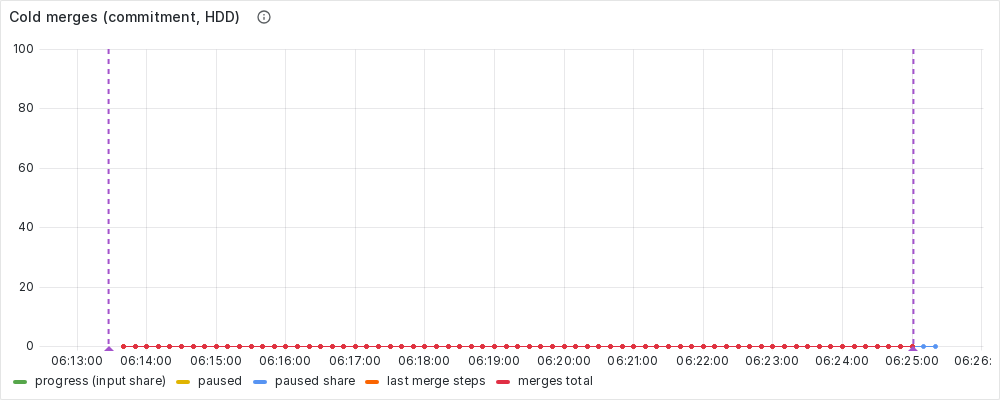 Cold merges (commitment, HDD)
100
80
60
40
20
0
06:13:00 06:14:00 06:15:00 06:16:00 06:17:00 06:18:00 06:19:00 06:20:00 06:21:00 06:22:00 06:23:00 06:24:00 06:25:00 06:26:
progress (input share) paused paused share last merge steps merges total